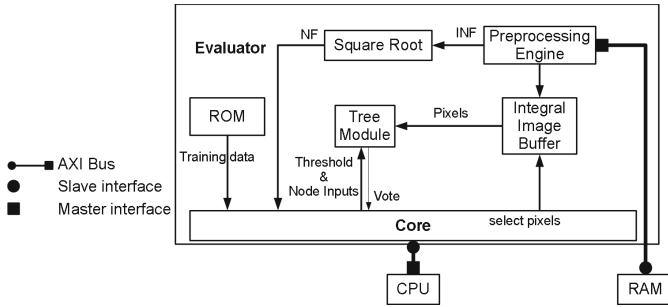 Evaluator
NF
Square Root
INF
Preprocessing
Engine
ROM
Tree
Module
Pixels
Integral
Image
Buffer
Training data
Threshold
&
Node Inputs
Vote
select pixels
Core
AXI Bus
Slave interface
Master interface
CPU
RAM